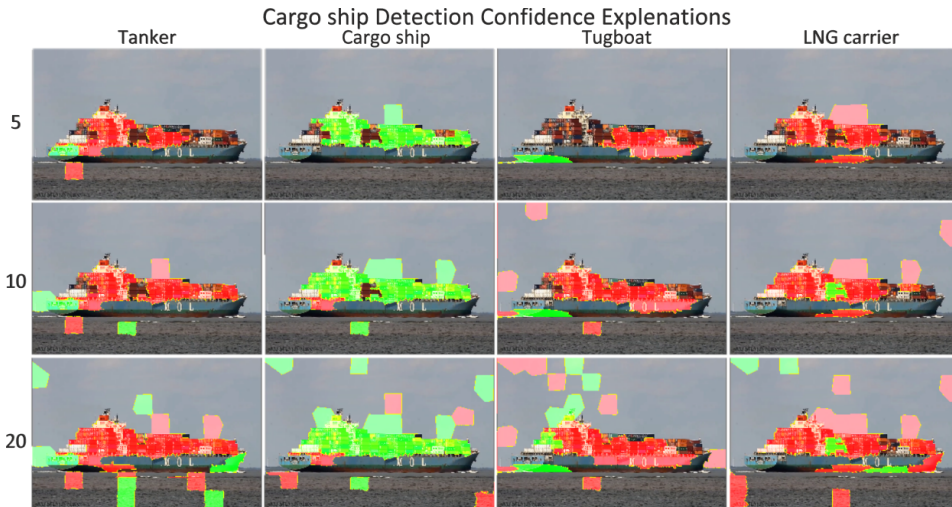 Cargo ship Detection Confidence Explenations
Tanker Cargo ship Tugboat LNG carrier
5
M O L M O L M O L M O L
10
M O L M O L M O L M O L
20
M O L M O L M O L M O L